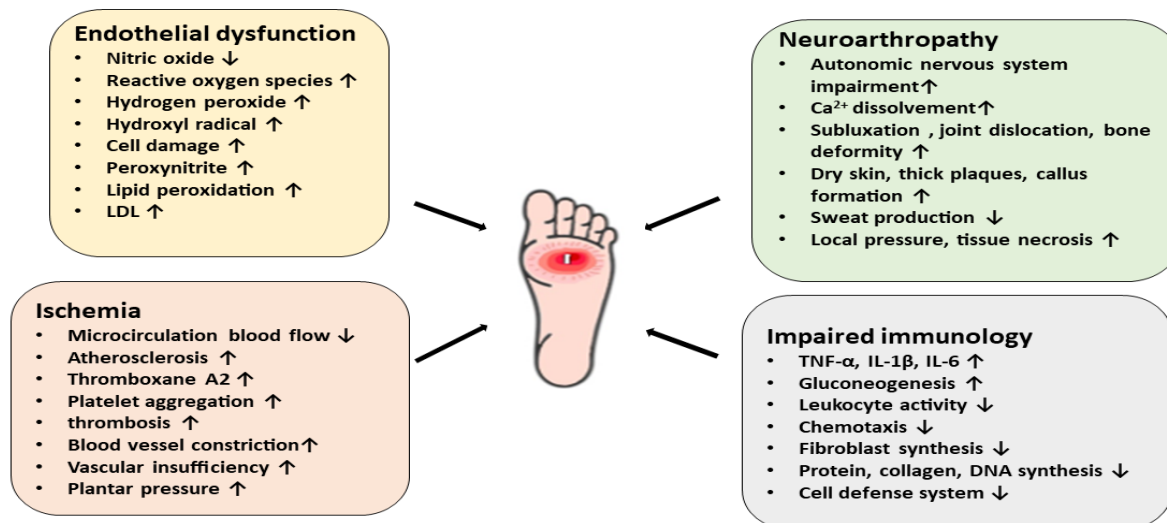 Endothelial dysfunction
• Nitric oxide ↓
• Reactive oxygen species ↑
• Hydrogen peroxide ↑
• Hydroxyl radical ↑
• Cell damage ↑
• Peroxynitrite ↑
• Lipid peroxidation ↑
• LDL ↑
Neuroarthropathy
• Autonomic nervous system
impairment↑
• Ca²⁺ dissolvement↑
• Subluxation , joint dislocation, bone
deformity ↑
• Dry skin, thick plaques, callus
formation ↑
• Sweat production ↓
• Local pressure, tissue necrosis ↑
Ischemia
• Microcirculation blood flow ↓
• Atherosclerosis ↑
• Thromboxane A2 ↑
• Platelet aggregation ↑
• thrombosis ↑
• Blood vessel constriction↑
• Vascular insufficiency ↑
• Plantar pressure ↑
Impaired immunology
• TNF-α, IL-1β, IL-6 ↑
• Gluconeogenesis ↑
• Leukocyte activity ↓
• Chemotaxis ↓
• Fibroblast synthesis ↓
• Protein, collagen, DNA synthesis ↓
• Cell defense system ↓